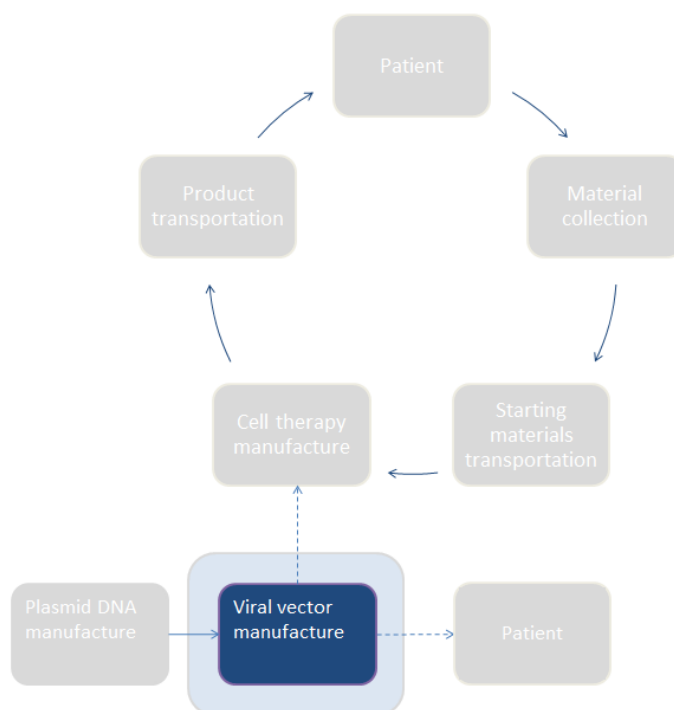 Patient
Product
transportation
Material
collection
Cell therapy
manufacture
Starting
materials
transportation
Plasmid DNA
manufacture
Viral vector
manufacture
Patient